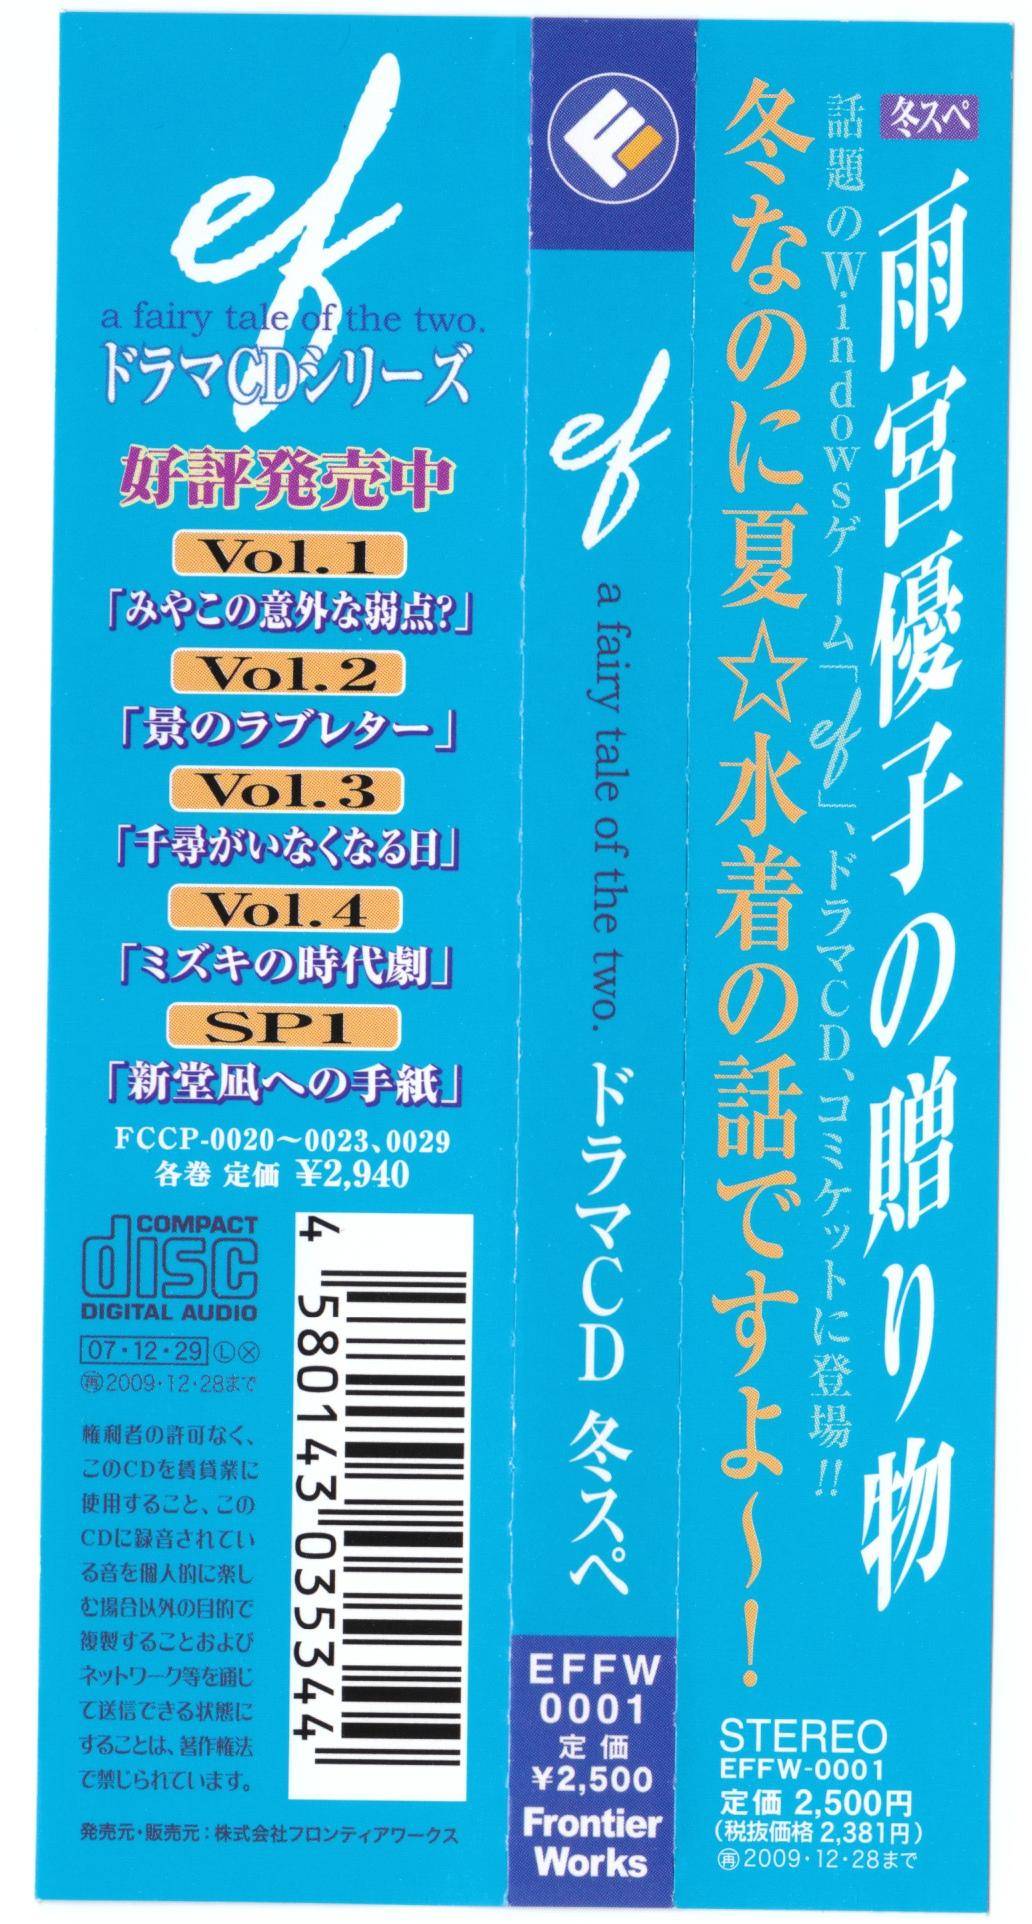 ef
a fairy tale of the two.
ドラマCDシリーズ
好評発売中
Vol.1
「みやこの意外な弱点?」
Vol.2
「景のラブレター」
Vol.3
「千尋がいなくなる日」
Vol.4
「ミズキの時代劇」
SP1
「新堂凪への手紙」
FCCP-0020〜0023、0029
各巻 定価 ¥2,940
COMPACT
disc
DIGITAL AUDIO
07・12・29 Ⓛ ⓧ
㊢2009・12・28まで
権利者の許可なく、
このCDを賃貸業に
使用すること、この
CDに録音されてい
る音を個人的に楽し
む場合以外の目的で
複製することおよび
ネットワーク等を通じ
て送信できる状態に
することは、著作権法
で禁じられています。
4 580143 035344
発売元・販売元：株式会社フロンティアワークス
ef
a fairy tale of the two.
ドラマCD 冬スペ
EFFW
0001
定価
¥2,500
Frontier
Works
冬スペ
雨宮優子の贈り物
話題のWindowsゲーム「ef」、ドラマCD、コミケットに登場!!
冬なのに夏☆水着の話ですよ〜!
STEREO
EFFW-0001
定価 2,500円
(税抜価格 2,381円)
再2009・12・28まで